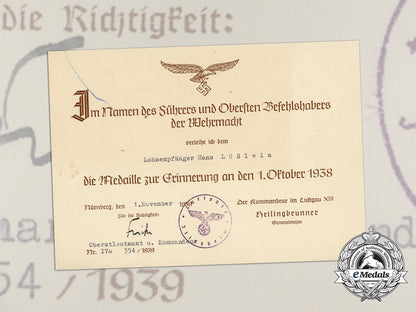 die Richtigkeit:
Im Namen des Führers und Obersten Befehlshabers
der Wehrmacht
verleihe ich dem
Lohnempfänger Hans Lößlein
die Medaille zur Erinnerung an den 1. Oktober 1938
Nürnberg, den 1. November 19
Für die Richtigkeit:
Oberstleutnant u. Kommandeur
Nr. IVa 354 / 1939
Der Kommandeur im Luftgau XIII
Heilingbrunner
Generalmajor
354 / 1939
eMedals